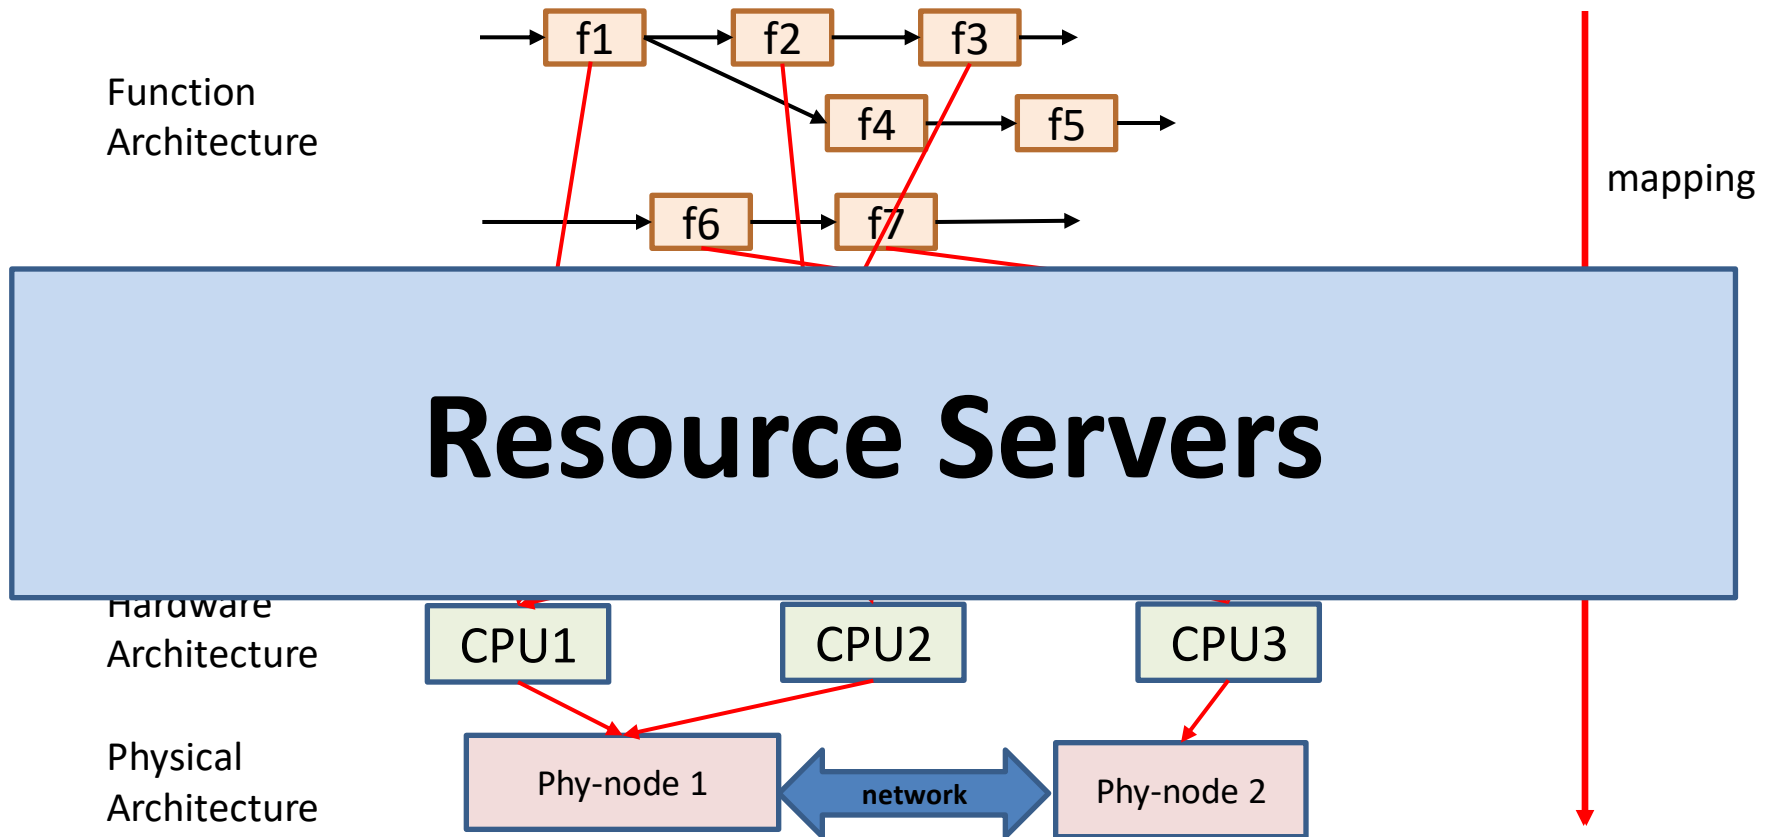 f1
f2
f3
Function
Architecture
f4
f5
mapping
f6
f7
Resource Servers
Hardware
Architecture
CPU1
CPU2
CPU3
Physical
Architecture
Phy-node 1
network
Phy-node 2